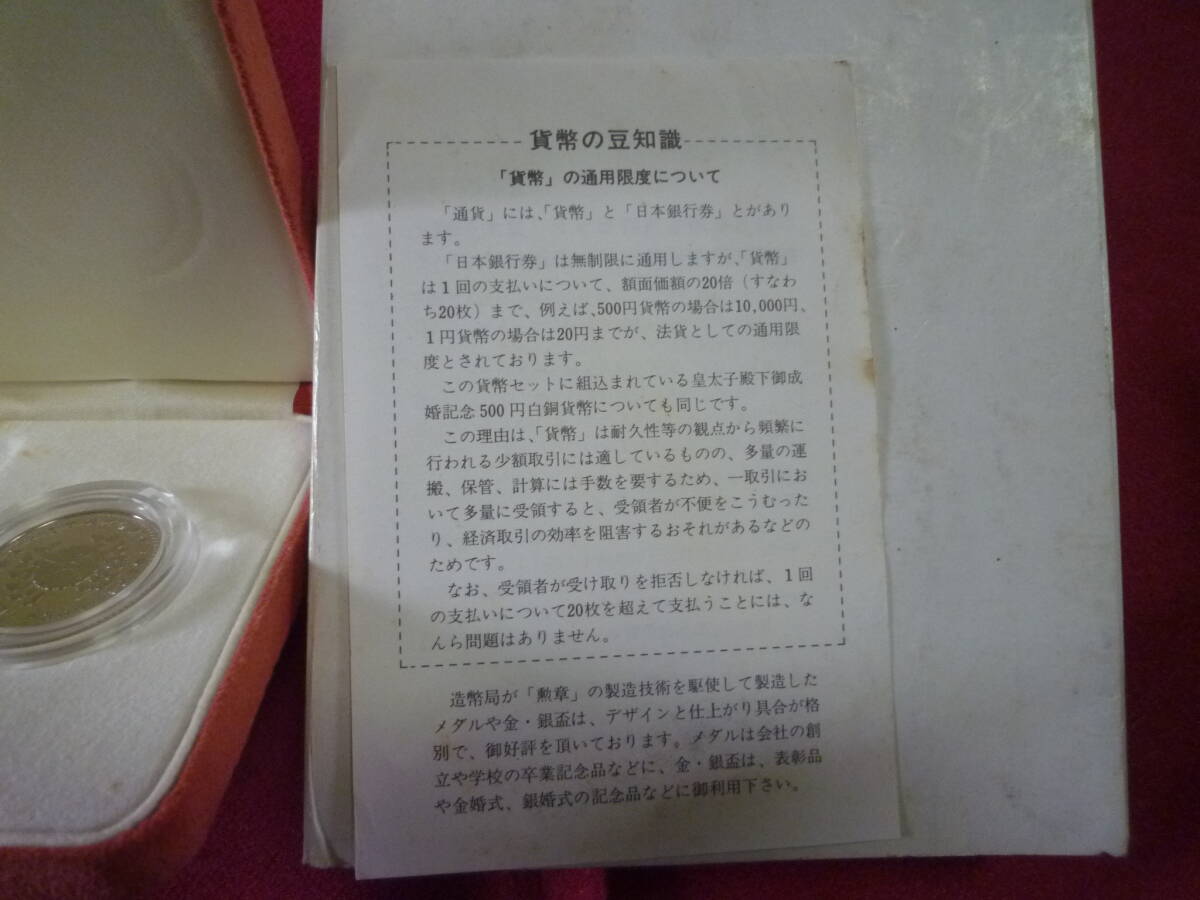 貨幣の豆知識
「貨幣」の通用限度について
「通貨」には、「貨幣」と「日本銀行券」とがあり
ます。
「日本銀行券」は無制限に通用しますが、「貨幣」
は1回の支払いについて、額面価額の20倍（すなわ
ち20枚）まで、例えば、500円貨幣の場合は10,000円、
1円貨幣の場合は20円までが、法貨としての通用限
度とされております。
この貨幣セットに組込まれている皇太子殿下御成
婚記念500円白銅貨幣についても同じです。
この理由は、「貨幣」は耐久性等の観点から頻繁に
行われる少額取引には適しているものの、多量の運
搬、保管、計算には手数を要するため、一取引にお
いて多量に受領すると、受領者が不便をこうむった
り、経済取引の効率を阻害するおそれがあるなどの
ためです。
なお、受領者が受け取りを拒否しなければ、1回
の支払いについて20枚を超えて支払うことには、な
んら問題はありません。
造幣局が「勲章」の製造技術を駆使して製造した
メダルや金・銀盃は、デザインと仕上がり具合が格
別で、御好評を頂いております。メダルは会社の創
立や学校の卒業記念品などに、金・銀盃は、表彰品
や金婚式、銀婚式の記念品などに御利用下さい。